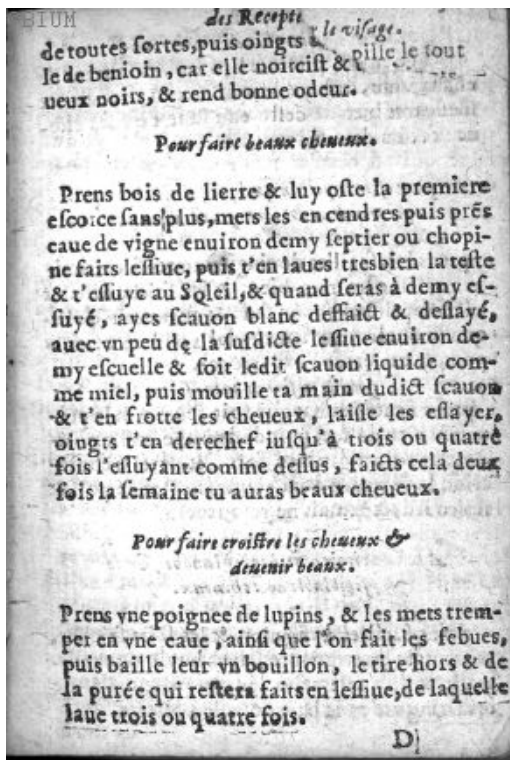 BIUM
des Recepte
le visage.
de toutes sortes, puis oingts
pille le tout
le de benioin, car elle noircist &
ueux noirs, & rend bonne odeur.
Pour faire beaux cheueux.
Prens bois de lierre & luy oste la premiere
escorce sans plus, mets les en cendres puis prẽs
eaue de vigne enuiron demy septier ou chopi-
ne faits lessiue, puis t'en laues tresbien la teste
& t'essuye au Soleil, & quand seras à demy es-
suyé, ayes scauon blanc deffaict & deslayé,
auec vn peu de la susdicte lessiue enuiron de-
my escuelle & soit ledit scauon liquide com-
me miel, puis mouille ta main dudict scauon
& t'en frotte les cheueux, laisse les essayer,
oingts t'en derechef iusqu'à trois ou quatre
fois l'essuyant comme dessus, faicts cela deux
fois la semaine tu auras beaux cheueux.
Pour faire croistre les cheueux &
deuenir beaux.
Prens vne poignee de lupins, & les mets trem-
per en vne eaue, ainsi que l'on fait les febues,
puis baille leur vn bouillon, le tire hors & de
la purée qui restera faits en lessiue, de laquelle
laue trois ou quatre fois.
D